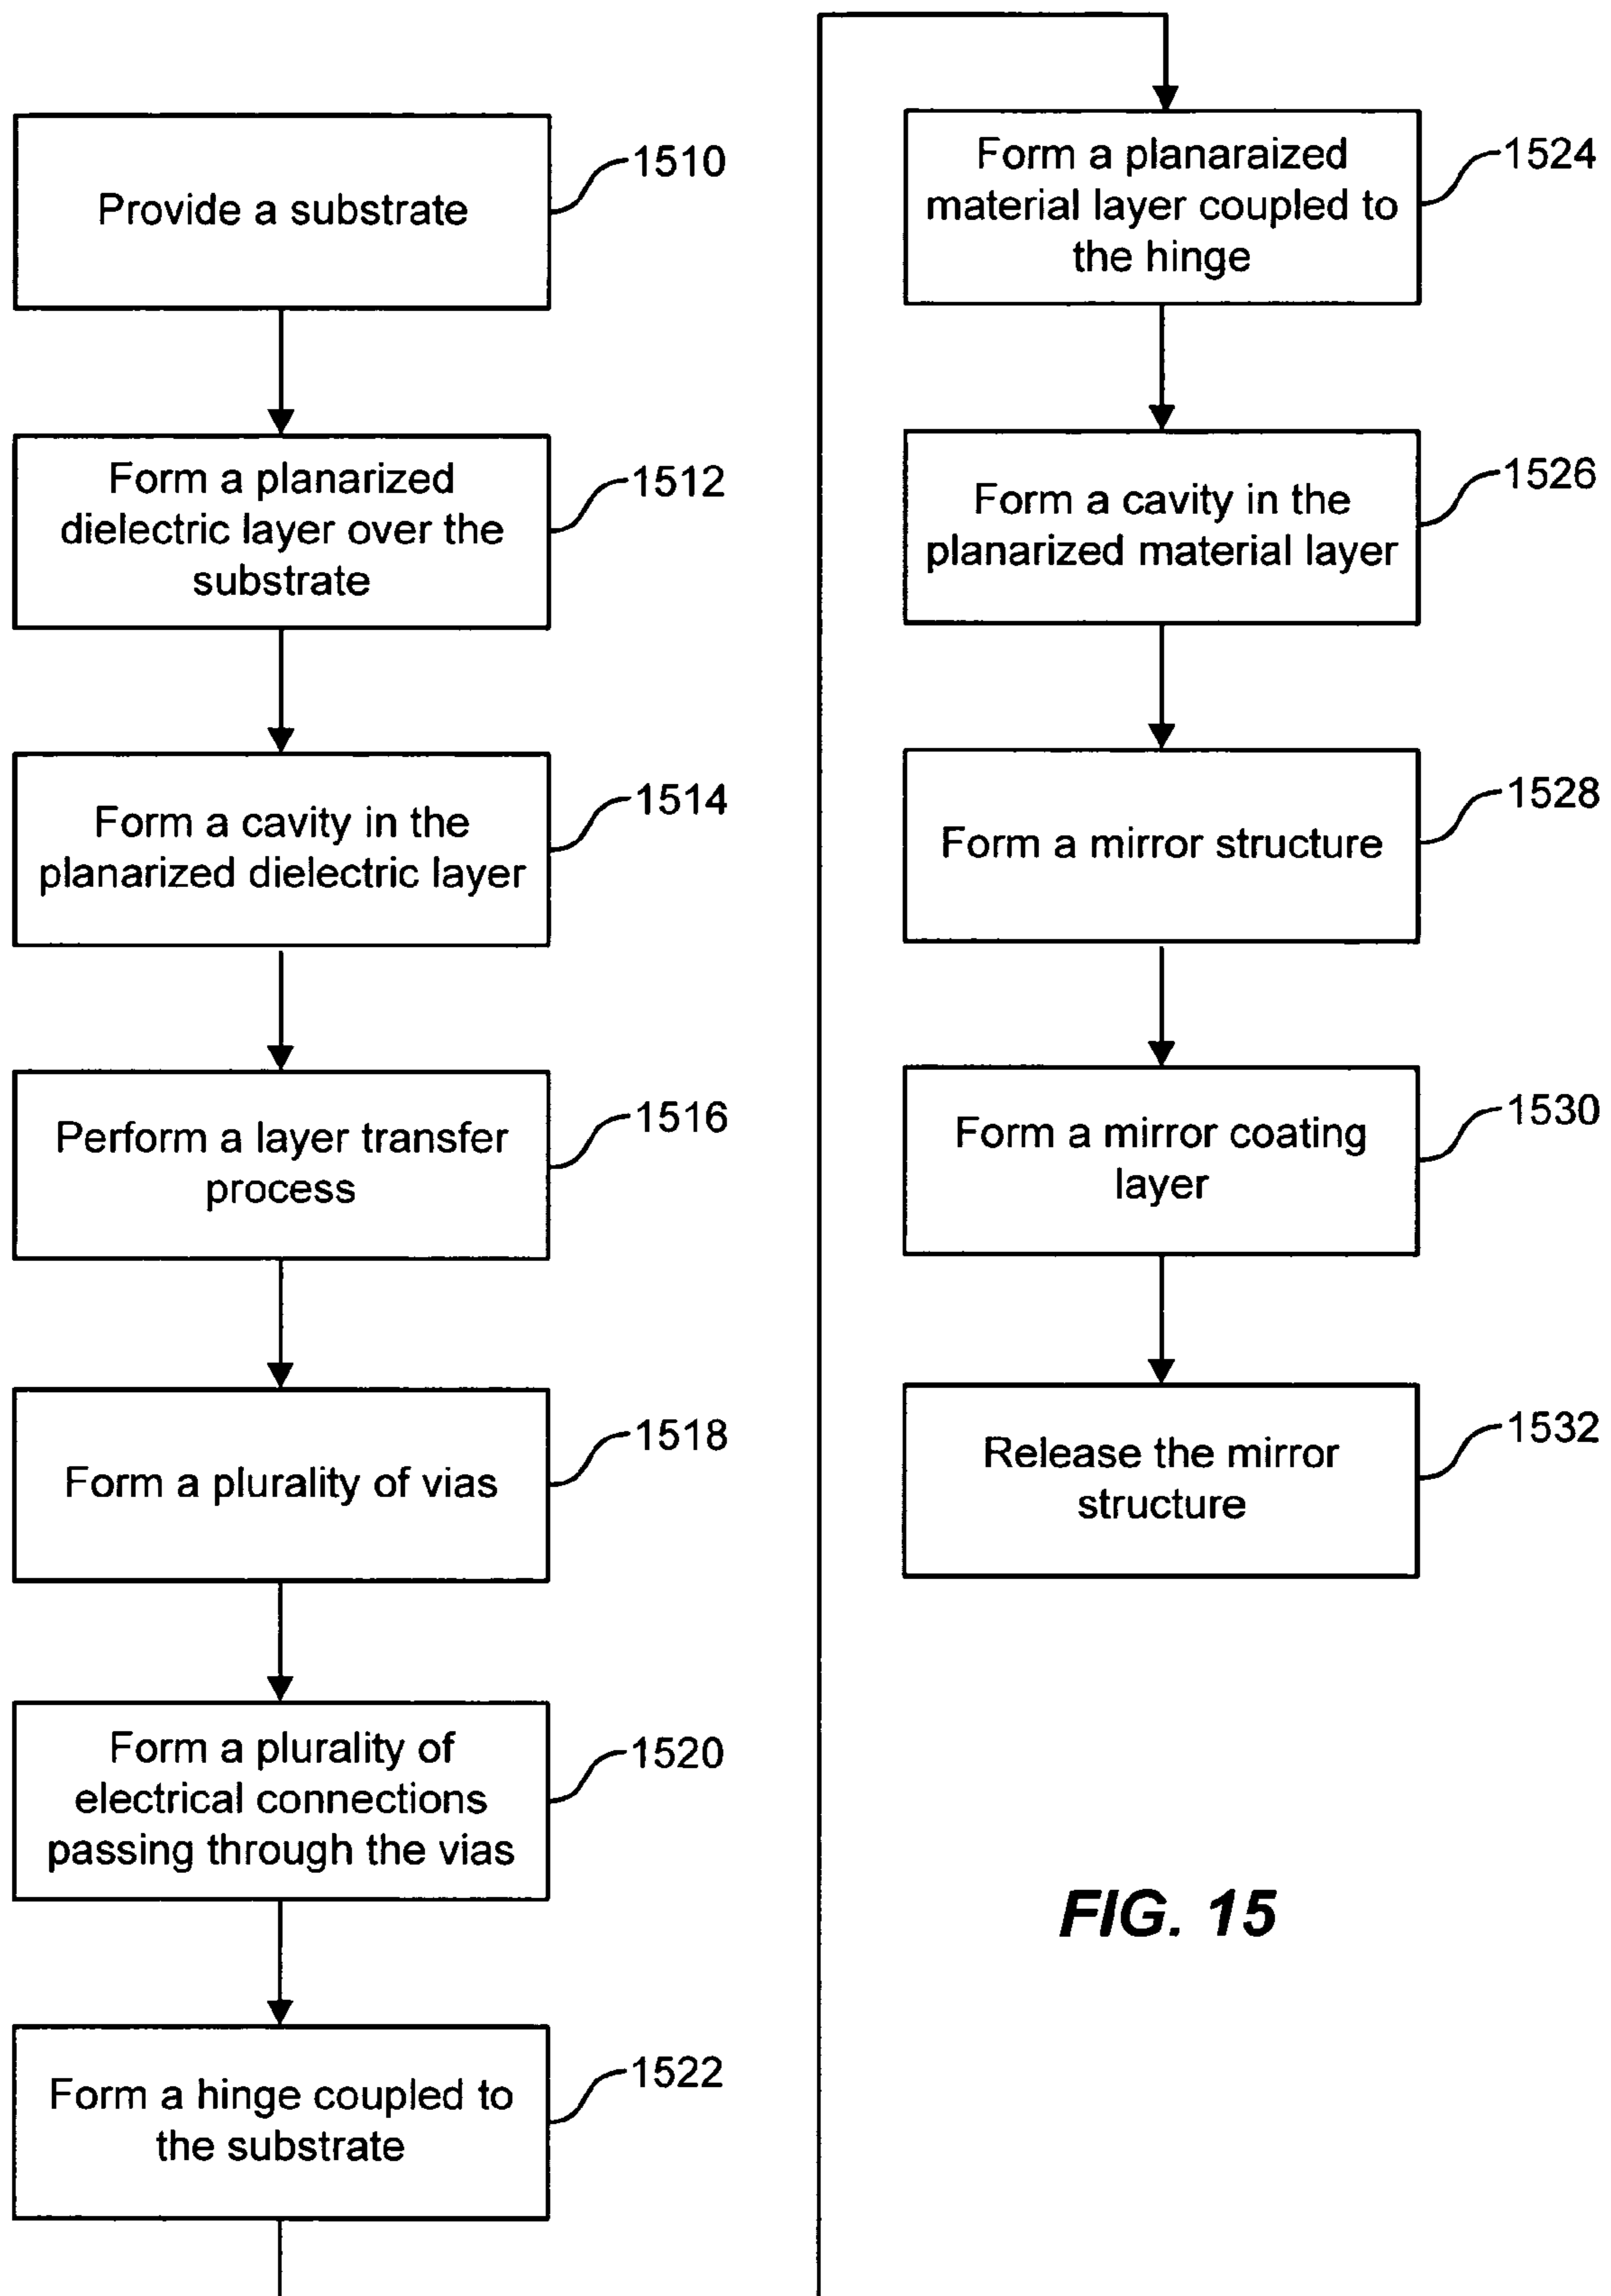 Provide a substrate
1510
Form a planarized
dielectric layer over the
substrate
1512
Form a cavity in the
planarized dielectric layer
1514
Perform a layer transfer
process
1516
Form a plurality of vias
1518
Form a plurality of
electrical connections
passing through the vias
1520
Form a hinge coupled to
the substrate
1522
Form a planaraized
material layer coupled to
the hinge
1524
Form a cavity in the
planarized material layer
1526
Form a mirror structure
1528
Form a mirror coating
layer
1530
Release the mirror
structure
1532
FIG. 15